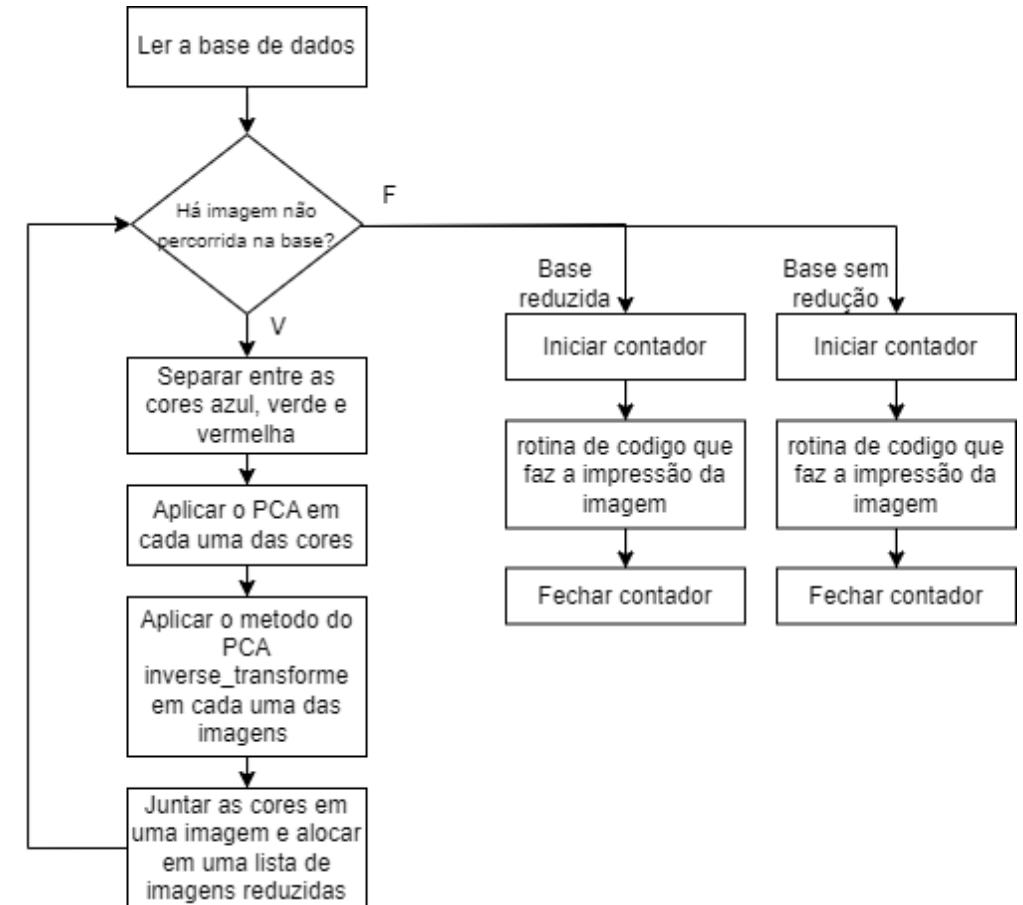 Ler a base de dados
Há imagem não
percorrida na base?
F
V
Separar entre as
cores azul, verde e
vermelha
Aplicar o PCA em
cada uma das cores
Aplicar o metodo do
PCA
inverse_transforme
em cada uma das
imagens
Juntar as cores em
uma imagem e alocar
em uma lista de
imagens reduzidas
Base
reduzida
Iniciar contador
rotina de codigo que
faz a impressão da
imagem
Fechar contador
Base sem
redução
Iniciar contador
rotina de codigo que
faz a impressão da
imagem
Fechar contador